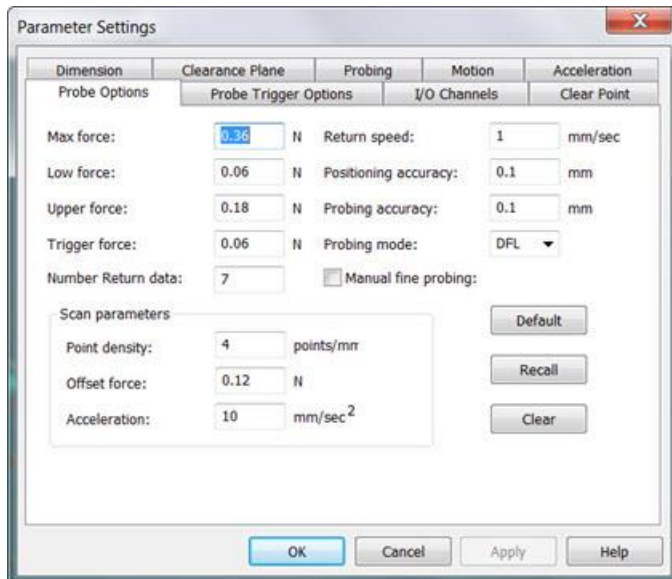 Parameter Settings
Dimension Clearance Plane Probing Motion Acceleration
Probe Options Probe Trigger Options I/O Channels Clear Point
Max force: 0.36 N Return speed: 1 mm/sec
Low force: 0.06 N Positioning accuracy: 0.1 mm
Upper force: 0.18 N Probing accuracy: 0.1 mm
Trigger force: 0.06 N Probing mode: DFL
Number Return data: 7 Manual fine probing:
Scan parameters
Default
Point density: 4 points/mm
Offset force: 0.12 N Recall
Acceleration: 10 mm/sec2 Clear
OK Cancel Apply Help